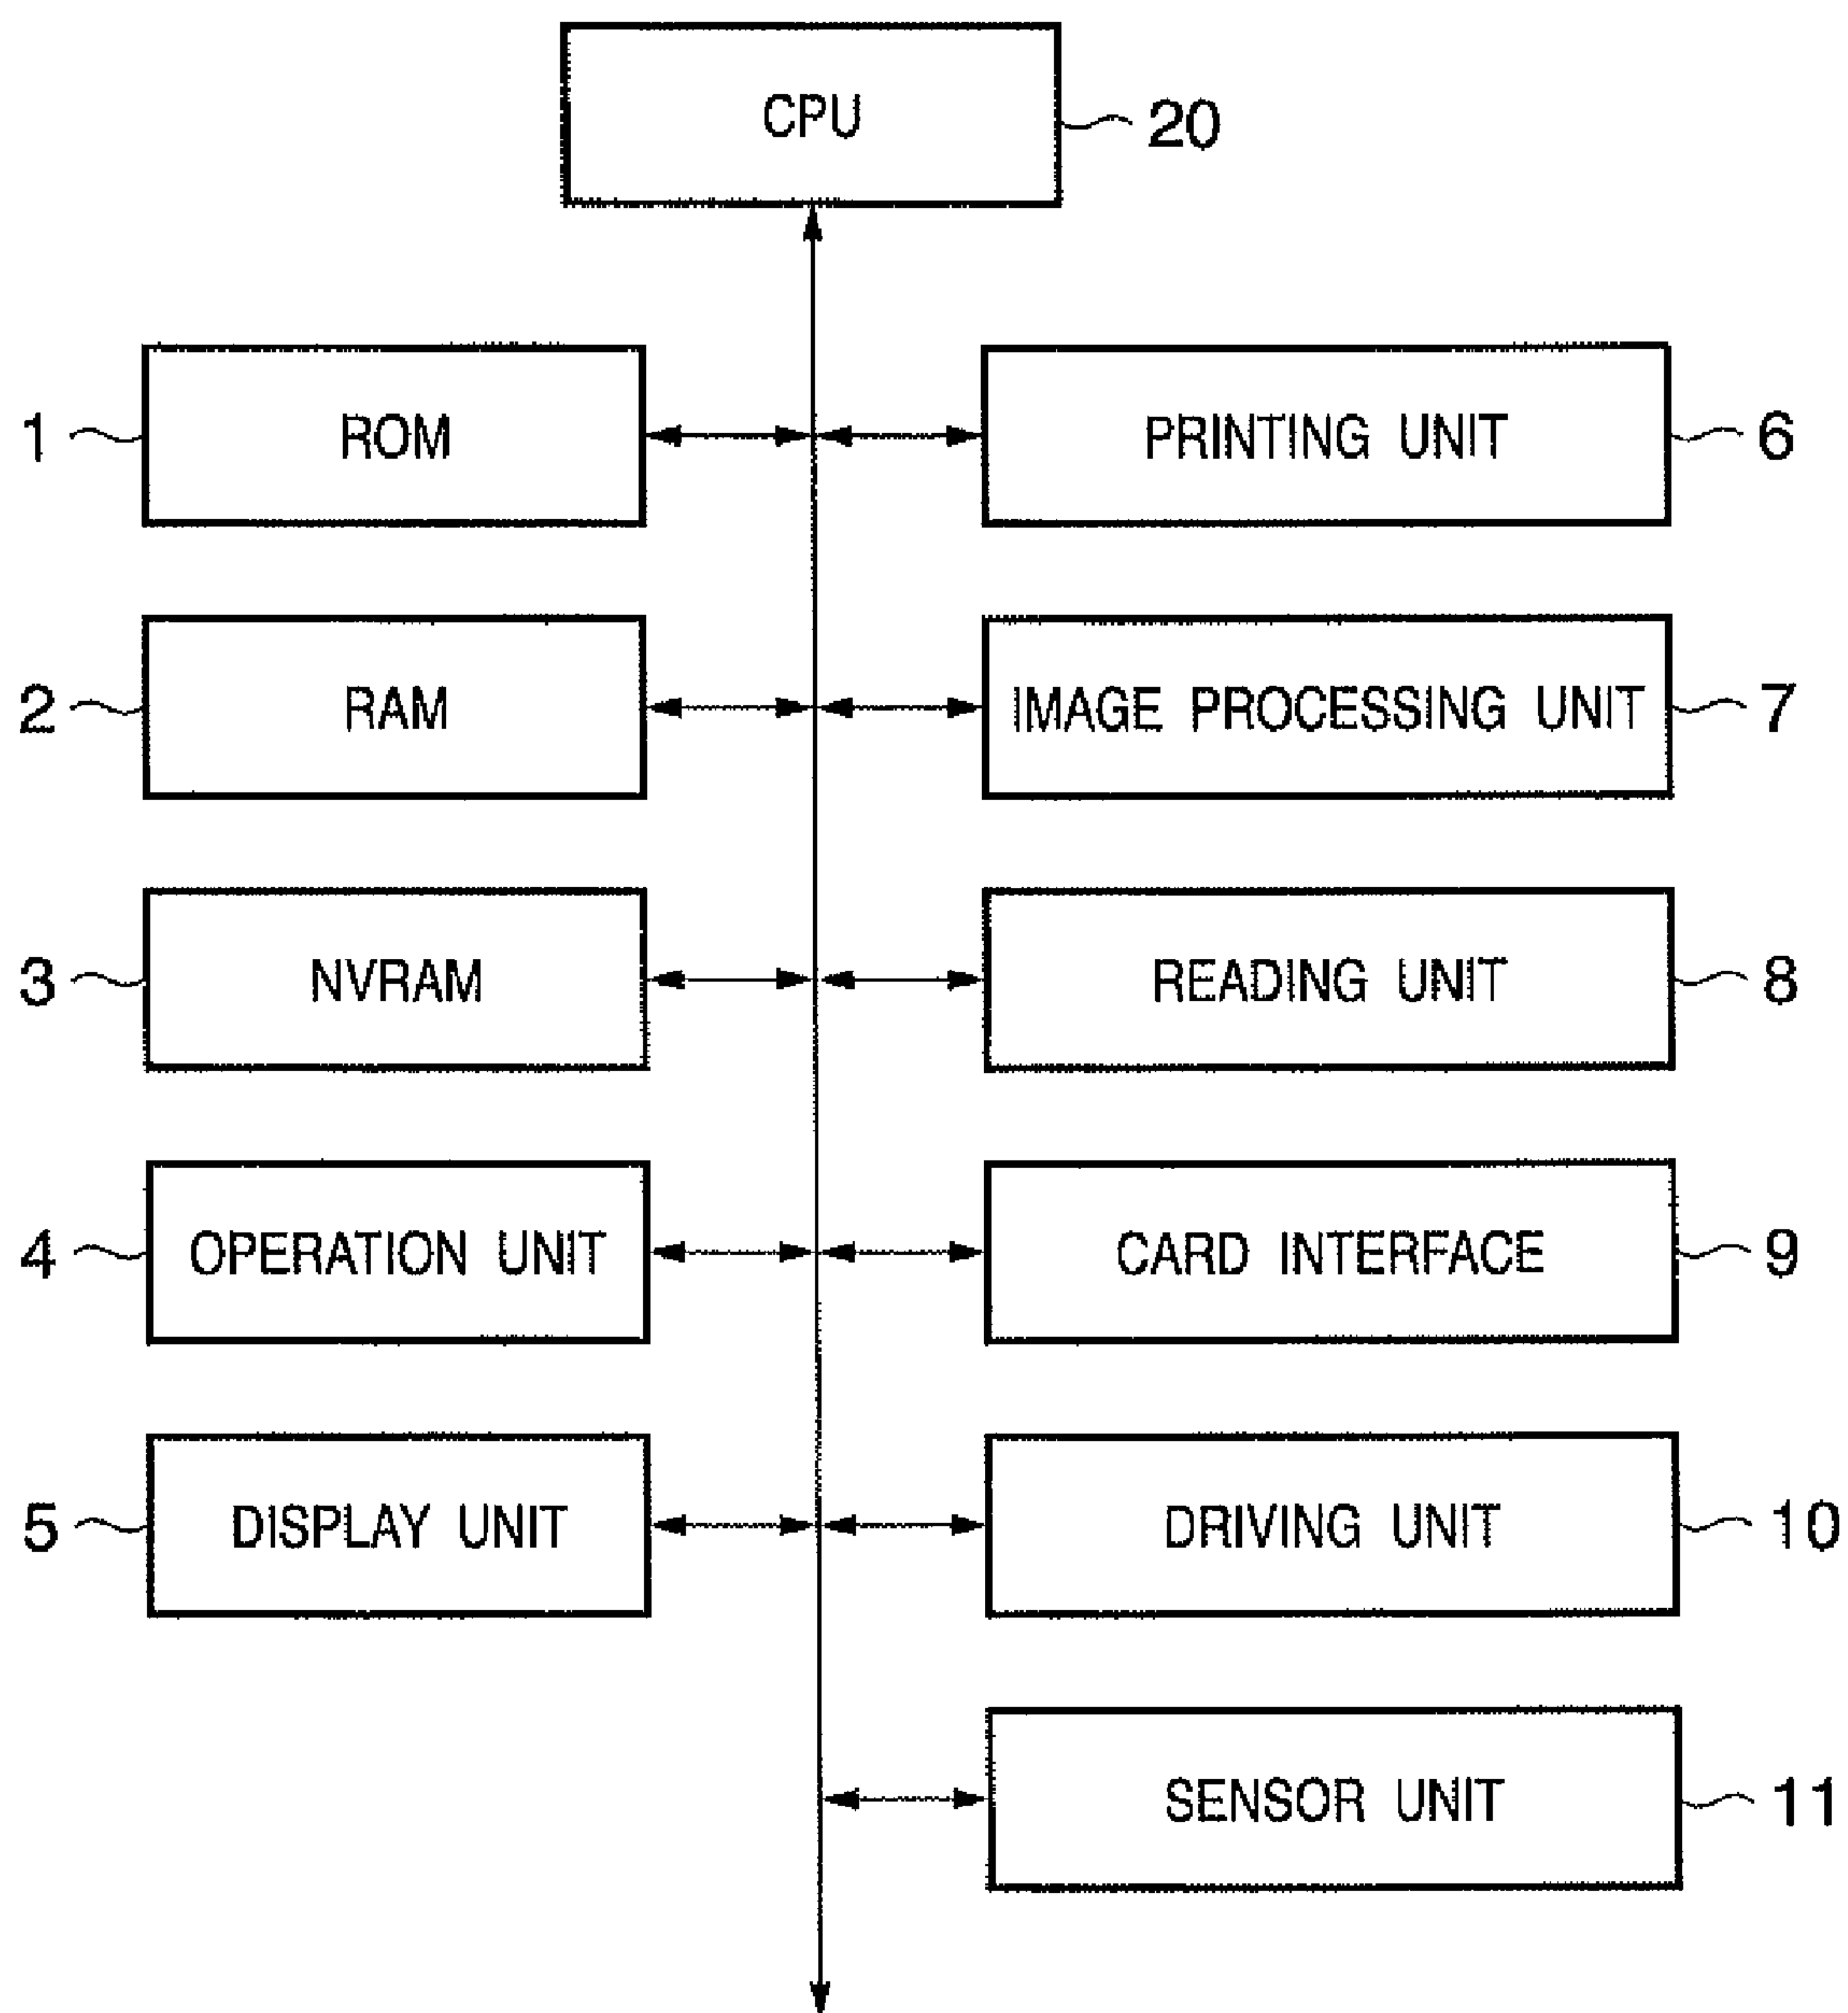 CPU 20
1 ROM PRINTING UNIT 6
2 RAM IMAGE PROCESSING UNIT 7
3 NVRAM READING UNIT 8
4 OPERATION UNIT CARD INTERFACE 9
5 DISPLAY UNIT DRIVING UNIT 10
SENSOR UNIT 11